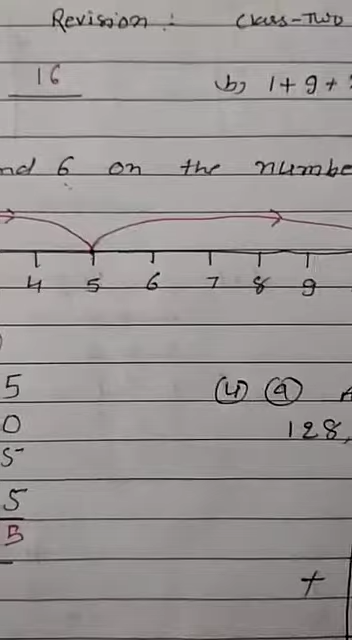 Revision : Class-Two
16 b) 1 + 9 +
nd 6 on the numbe
4 5 6 7 8 9
5
0 (4) (a)
5 128,
5
5
+